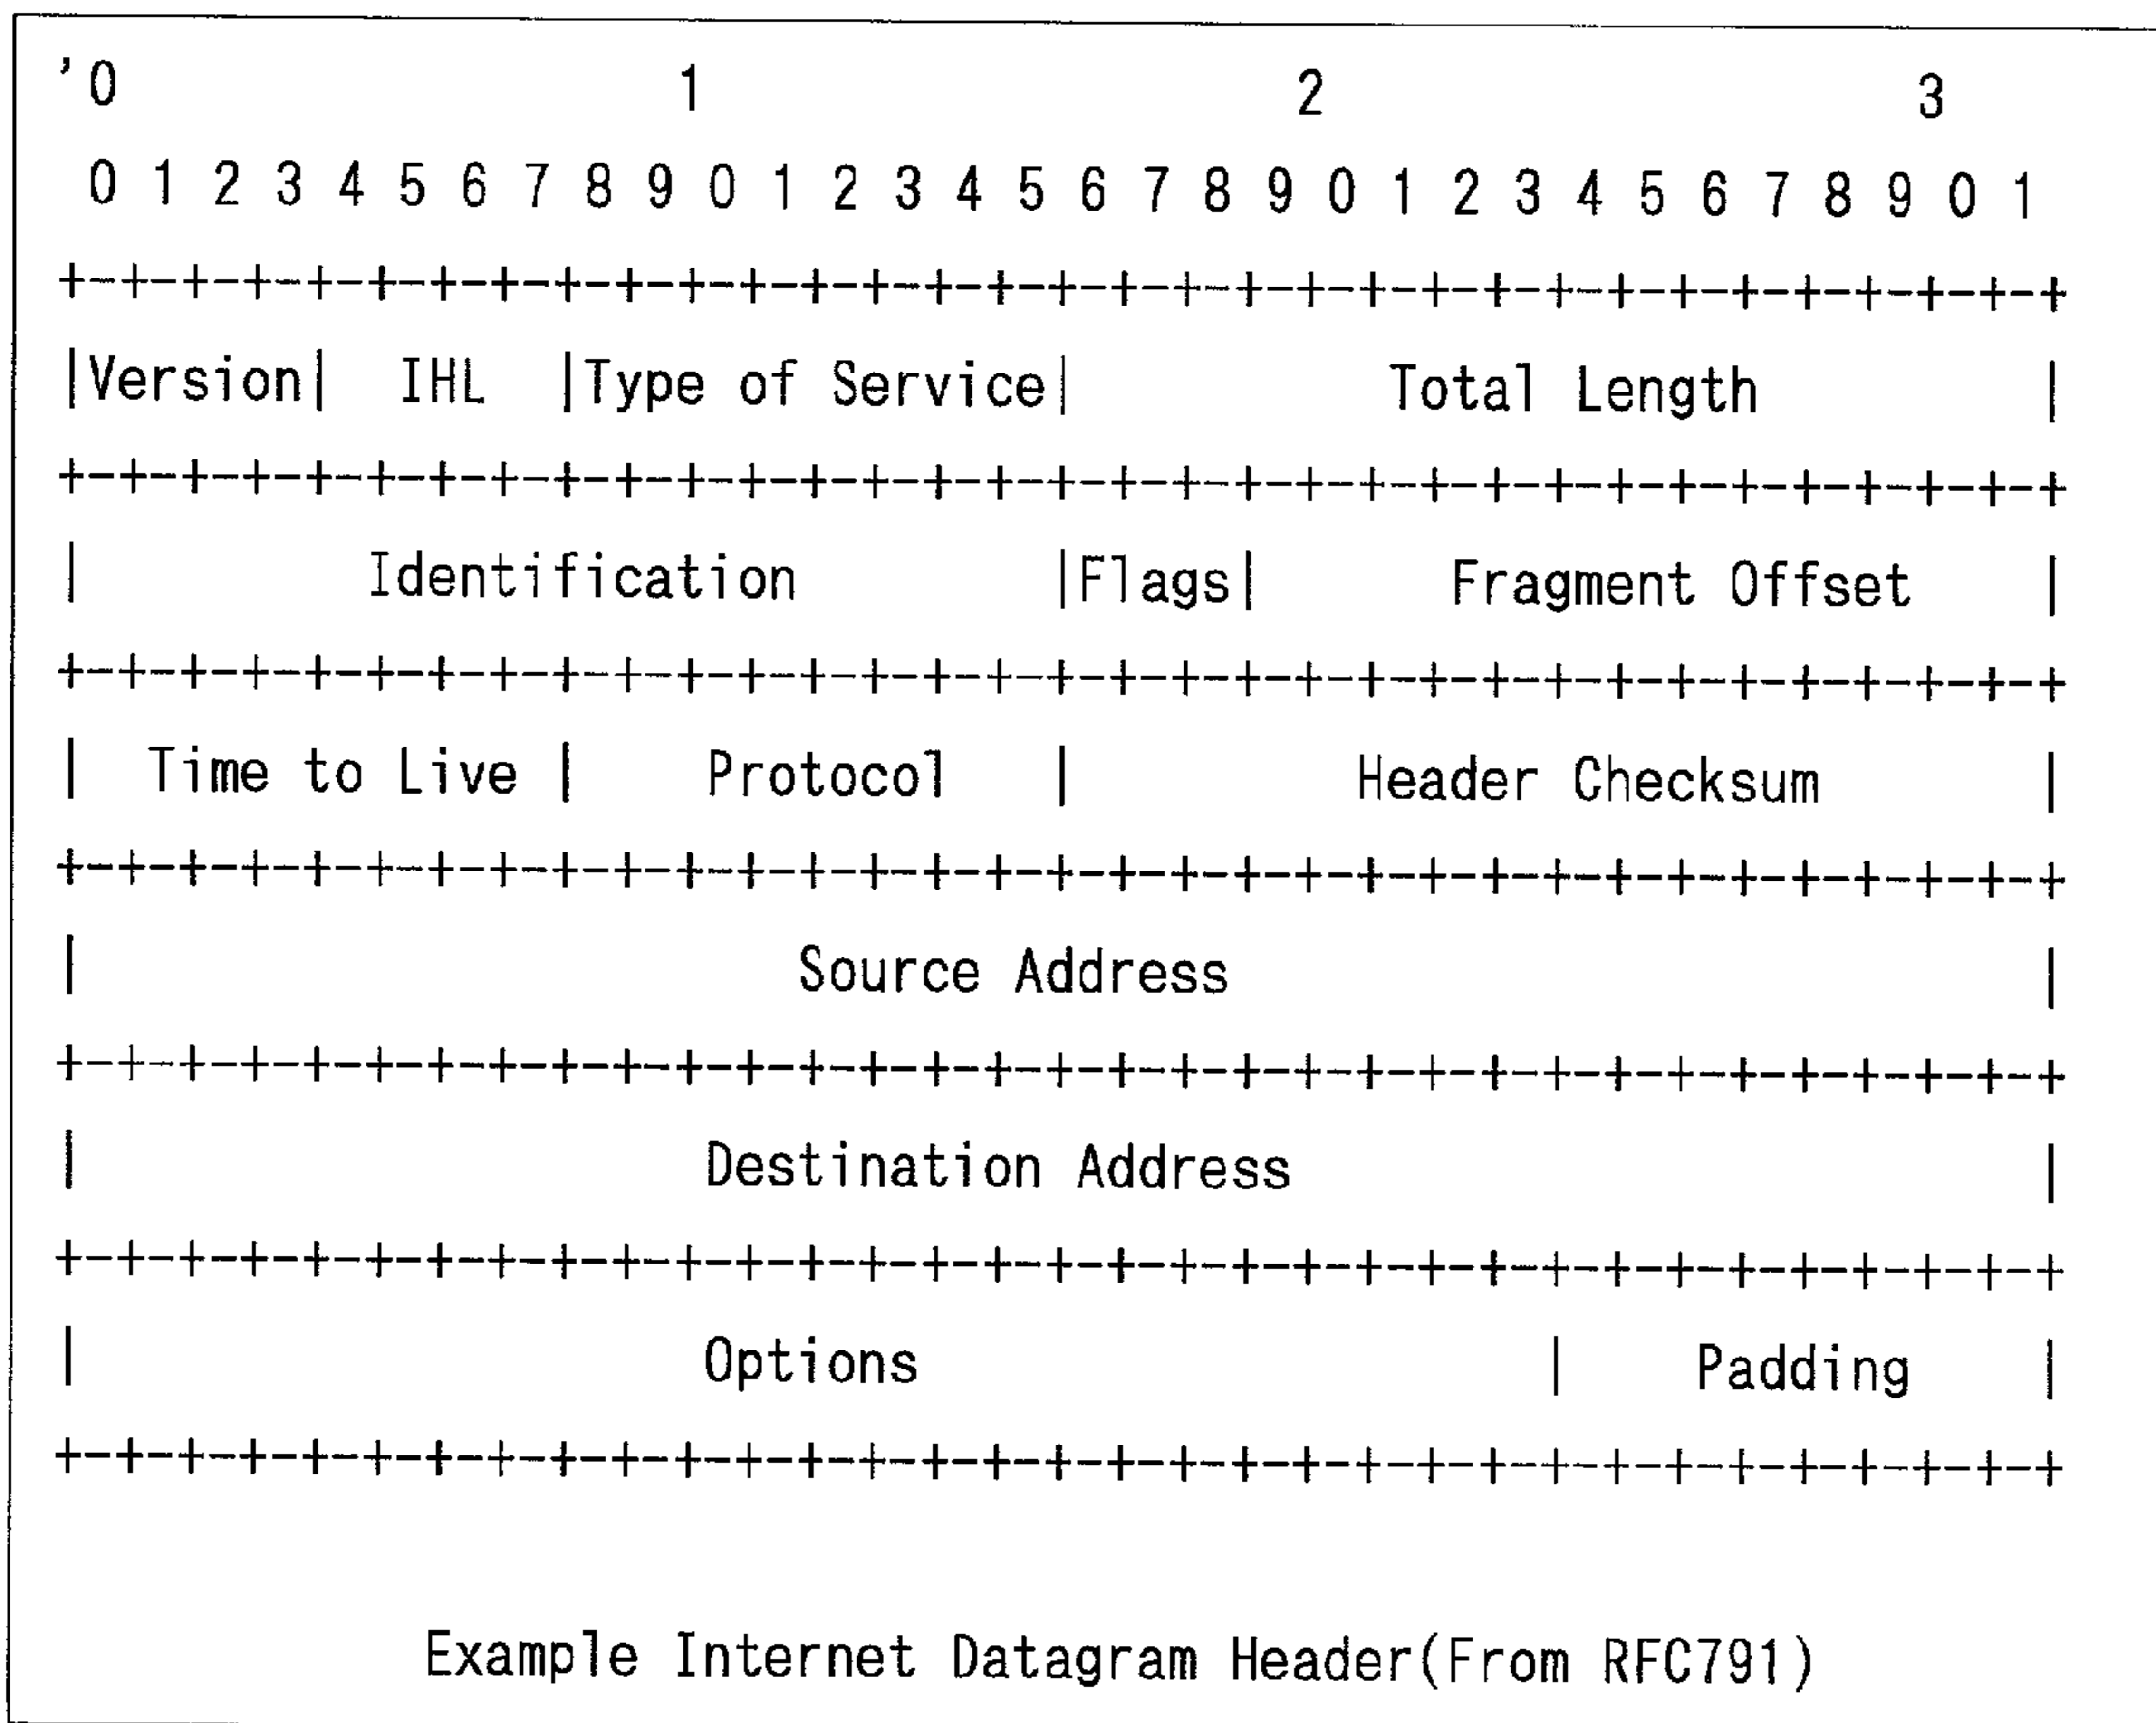 '0                   1                   2                   3
 0 1 2 3 4 5 6 7 8 9 0 1 2 3 4 5 6 7 8 9 0 1 2 3 4 5 6 7 8 9 0 1
+-+-+-+-+-+-+-+-+-+-+-+-+-+-+-+-+-+-+-+-+-+-+-+-+-+-+-+-+-+-+-+-+
|Version|  IHL  |Type of Service|          Total Length         |
+-+-+-+-+-+-+-+-+-+-+-+-+-+-+-+-+-+-+-+-+-+-+-+-+-+-+-+-+-+-+-+-+
|         Identification        |Flags|      Fragment Offset    |
+-+-+-+-+-+-+-+-+-+-+-+-+-+-+-+-+-+-+-+-+-+-+-+-+-+-+-+-+-+-+-+-+
|  Time to Live |    Protocol   |         Header Checksum       |
+-+-+-+-+-+-+-+-+-+-+-+-+-+-+-+-+-+-+-+-+-+-+-+-+-+-+-+-+-+-+-+-+
|                       Source Address                          |
+-+-+-+-+-+-+-+-+-+-+-+-+-+-+-+-+-+-+-+-+-+-+-+-+-+-+-+-+-+-+-+-+
|                    Destination Address                        |
+-+-+-+-+-+-+-+-+-+-+-+-+-+-+-+-+-+-+-+-+-+-+-+-+-+-+-+-+-+-+-+-+
|                    Options                    |    Padding    |
+-+-+-+-+-+-+-+-+-+-+-+-+-+-+-+-+-+-+-+-+-+-+-+-+-+-+-+-+-+-+-+-+
Example Internet Datagram Header(From RFC791)